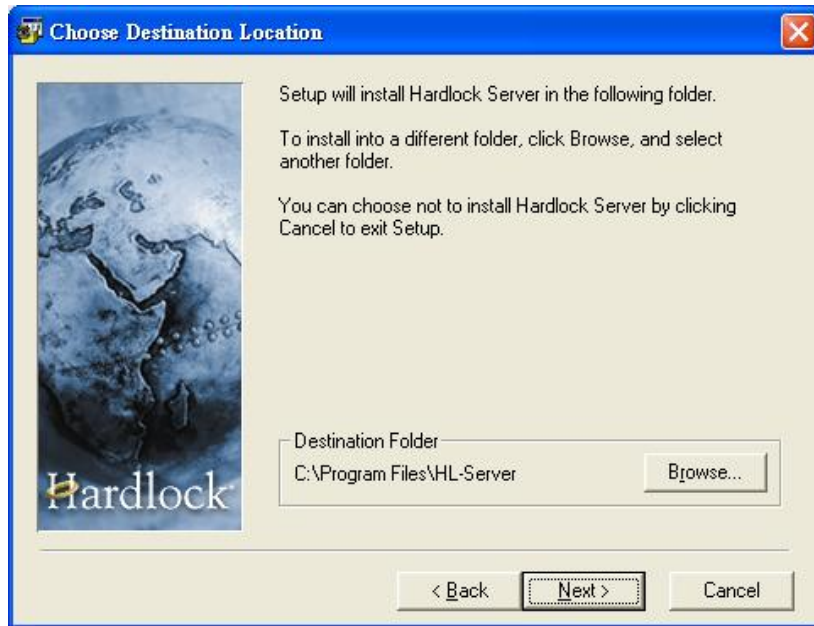 Choose Destination Location
Setup will install Hardlock Server in the following folder.
To install into a different folder, click Browse, and select
another folder.
You can choose not to install Hardlock Server by clicking
Cancel to exit Setup.
Destination Folder
C:\Program Files\HL-Server
Browse...
Hardlock
< Back
Next >
Cancel